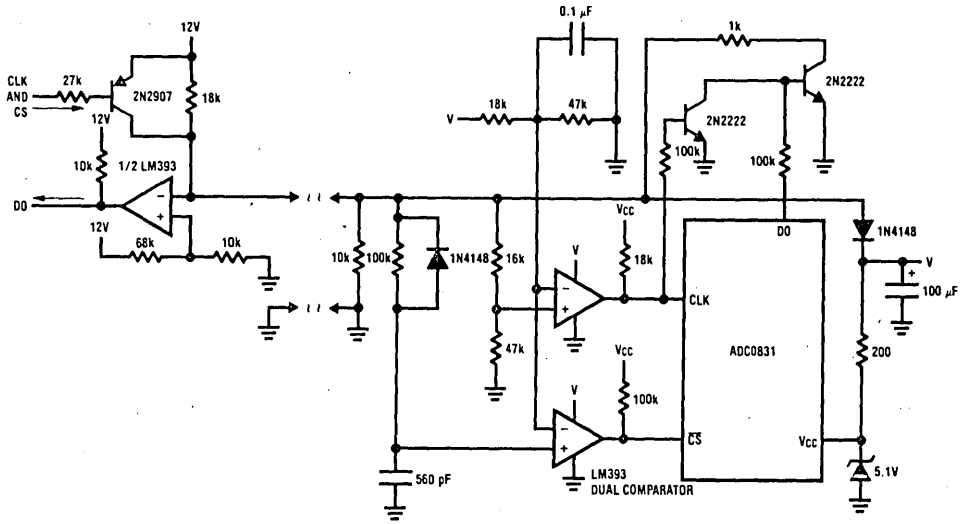 12V
CLK
AND
CS
27k
2N2907
18k
12V
10k
1/2 LM393
DO
12V
68k
10k
0.1 µF
V
18k
47k
1k
2N2222
2N2222
100k
100k
10k
100k
1N4148
16k
47k
VCC
18k
V
CLK
DO
ADC0831
1N4148
V
+
100 µF
200
VCC
100k
V
CS
VCC
5.1V
560 pF
LM393
DUAL COMPARATOR
−
+
−
+
−
+